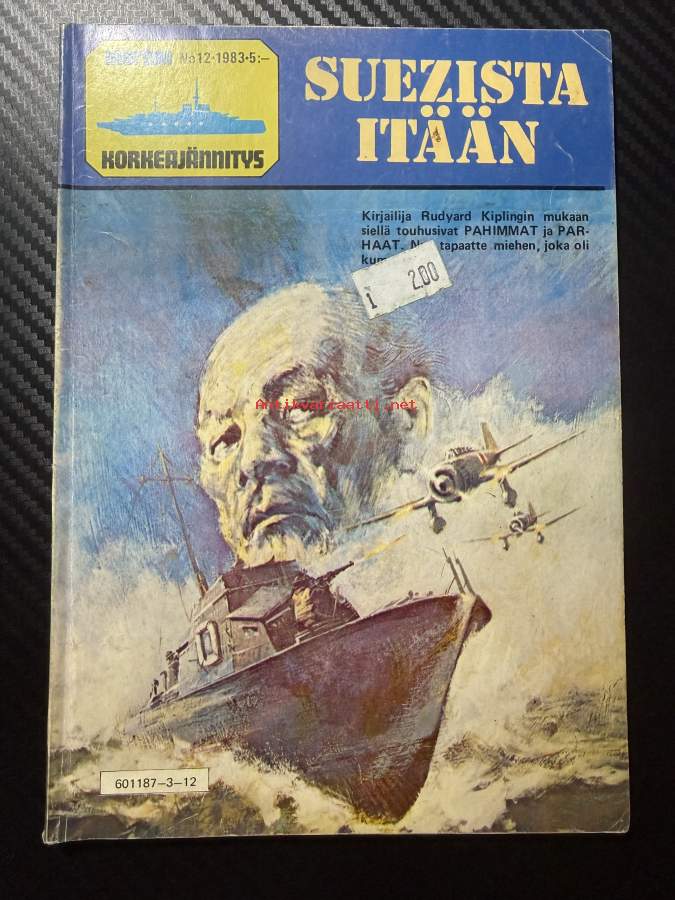 No 12•1983•5:–
KORKEAJÄNNITYS
SUEZISTA
ITÄÄN
Kirjailija Rudyard Kiplingin mukaan
siellä touhusivat PAHIMMAT ja PAR-
HAAT. tapaatte miehen, joka oli
1 2.00
Antikvariaatti.net
601187–3–12